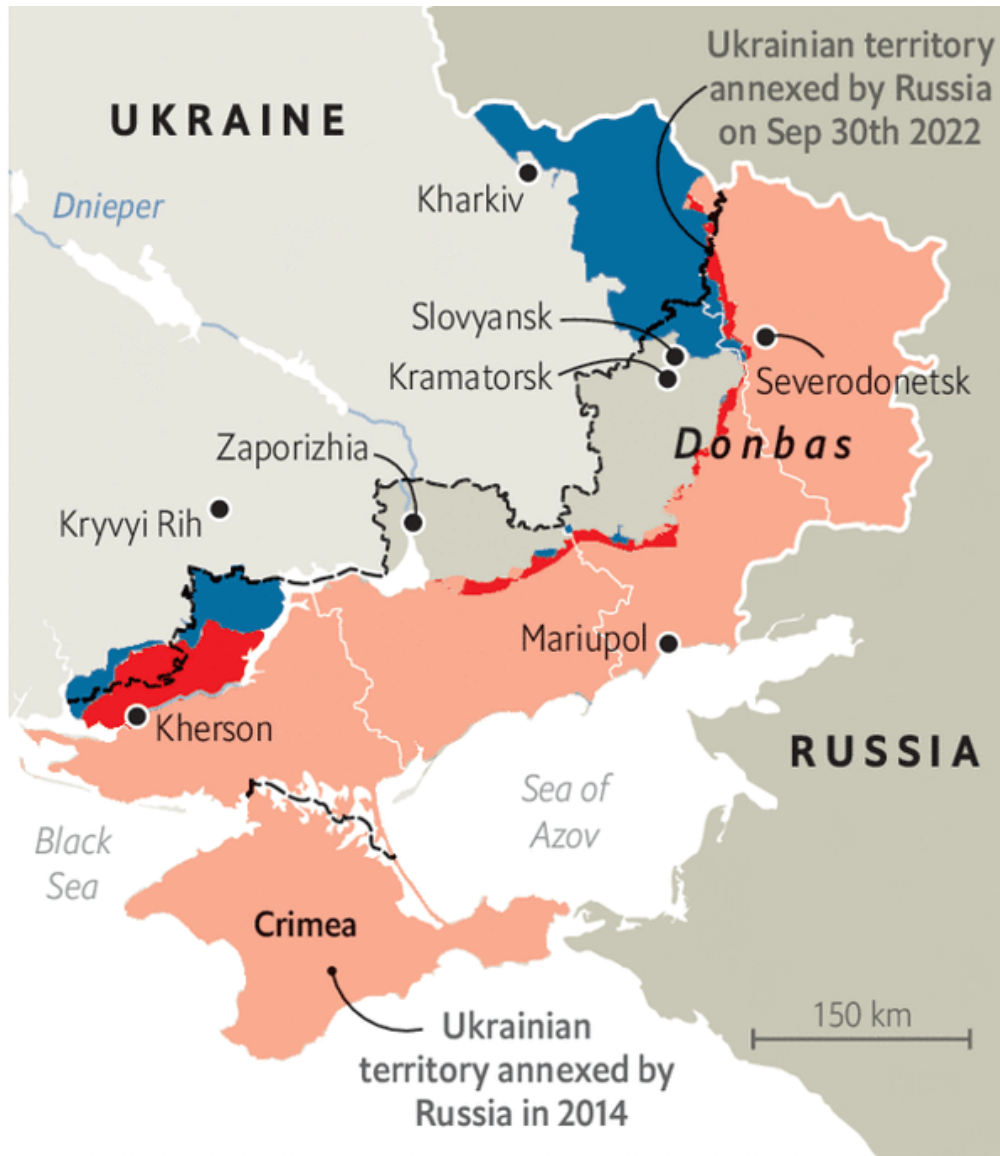 Ukrainian territory
annexed by Russia
on Sep 30th 2022
UKRAINE
Dnieper
Kharkiv
Slovyansk
Kramatorsk
Severodonetsk
Donbas
Zaporizhia
Kryvyi Rih
Mariupol
Kherson
RUSSIA
Sea of
Azov
Black
Sea
Crimea
150 km
Ukrainian
territory annexed by
Russia in 2014